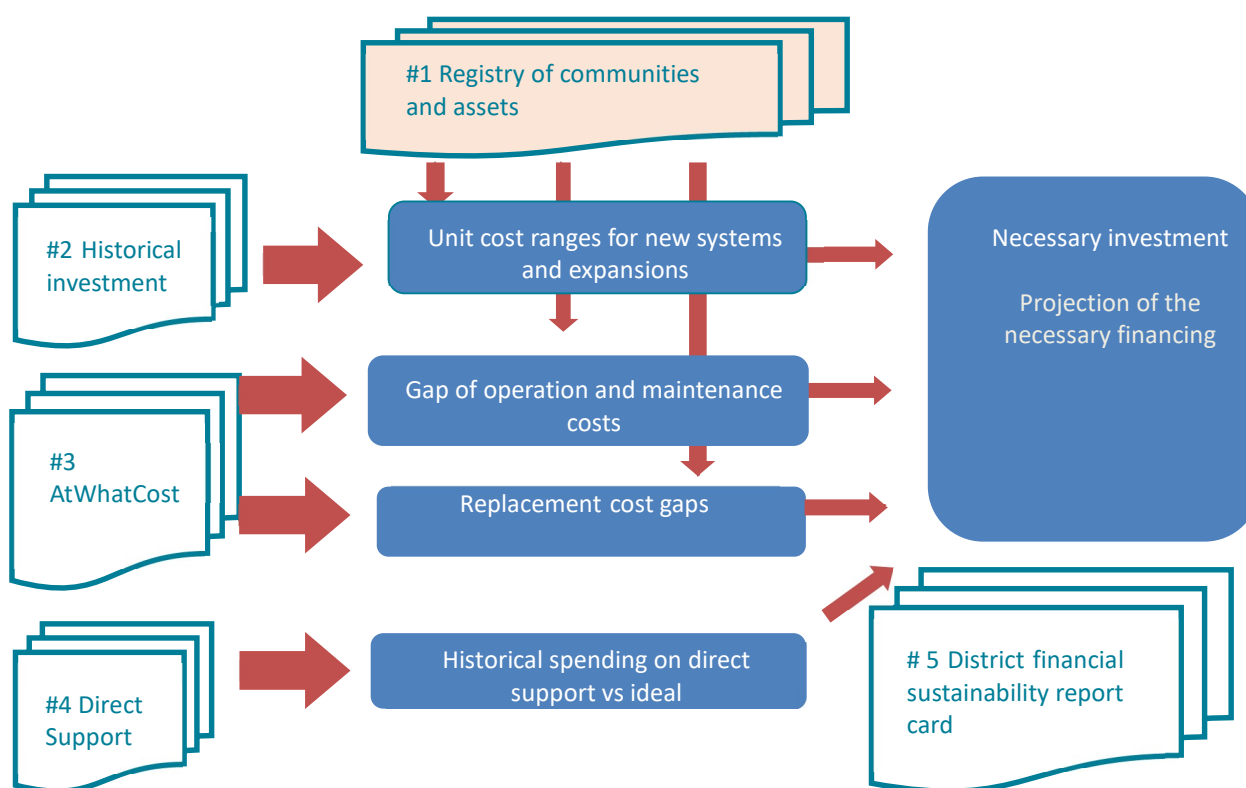 #1 Registry of communities
and assets
#2 Historical
investment
Unit cost ranges for new systems
and expansions
Necessary investment
Projection of the
necessary financing
Gap of operation and maintenance
costs
#3
AtWhatCost
Replacement cost gaps
#4 Direct
Support
Historical spending on direct
support vs ideal
# 5 District financial
sustainability report
card